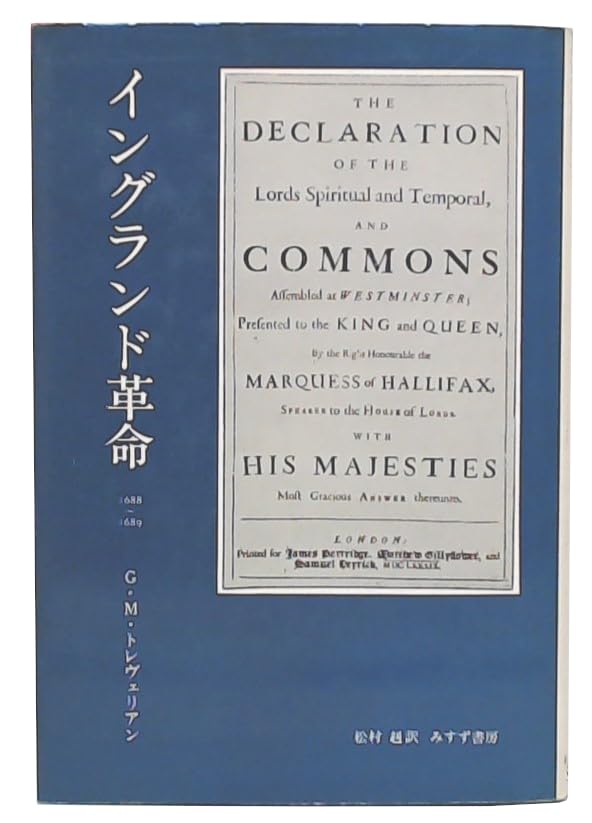 イングランド革命
1688
~
1689
G・M・トレヴェリアン
THE
DECLARATION
OF THE
Lords Spiritual and Temporal,
AND
COMMONS
Aſſembled at WESTMINSTER;
Preſented to the KING and QUEEN,
By the Right Honourable the
MARQUESS of HALLIFAX,
SPEAKER to the HOUSE of LORDS.
WITH
HIS MAJESTIES
Moſt Gracious ANSWER thereunto.
LONDON:
Printed for James Partridge, Matthew Gillyflower, and
Samuel Heyrick, MDCLXXXIX.
松村 赳訳 みすず書房